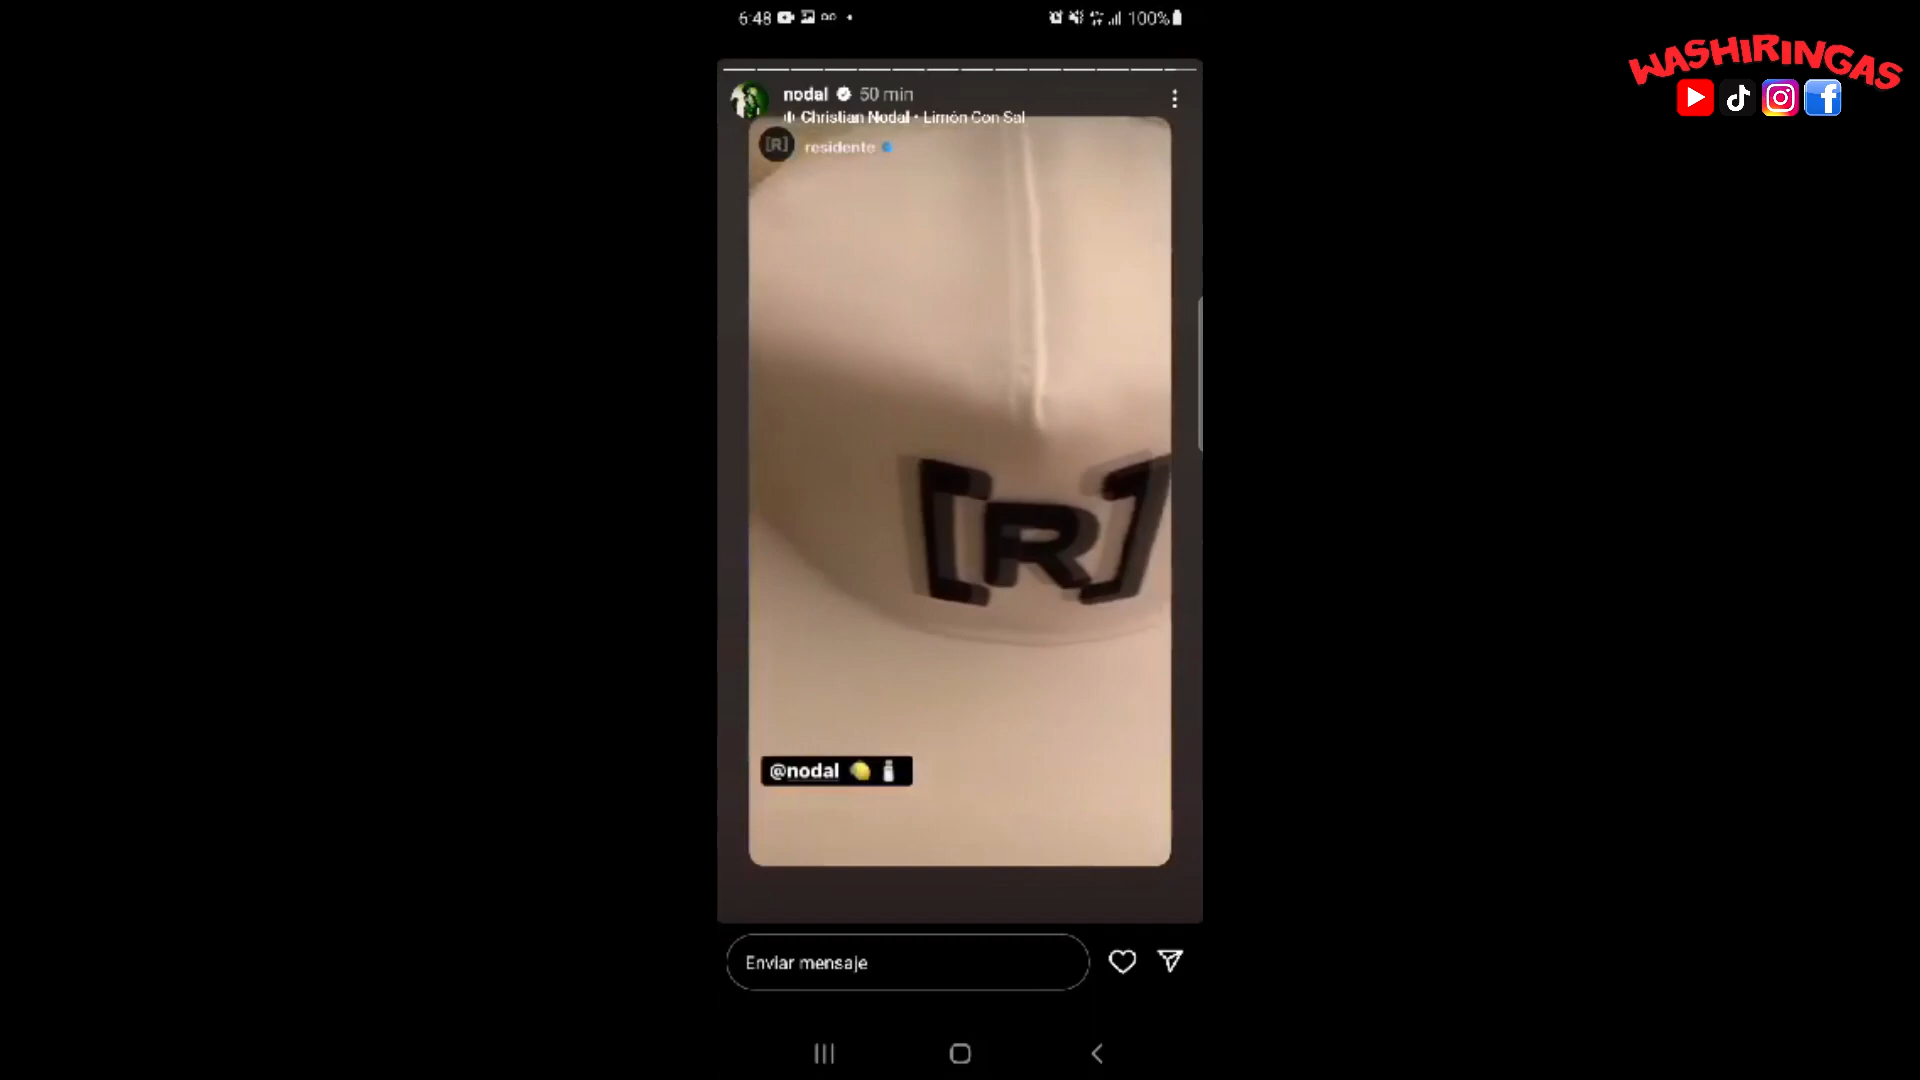 6:48
100%
WASHIRINGAS
nodal 50 min
Christian Nodal • Limón Con Sal
[R] residente
[R]
@nodal
Enviar mensaje